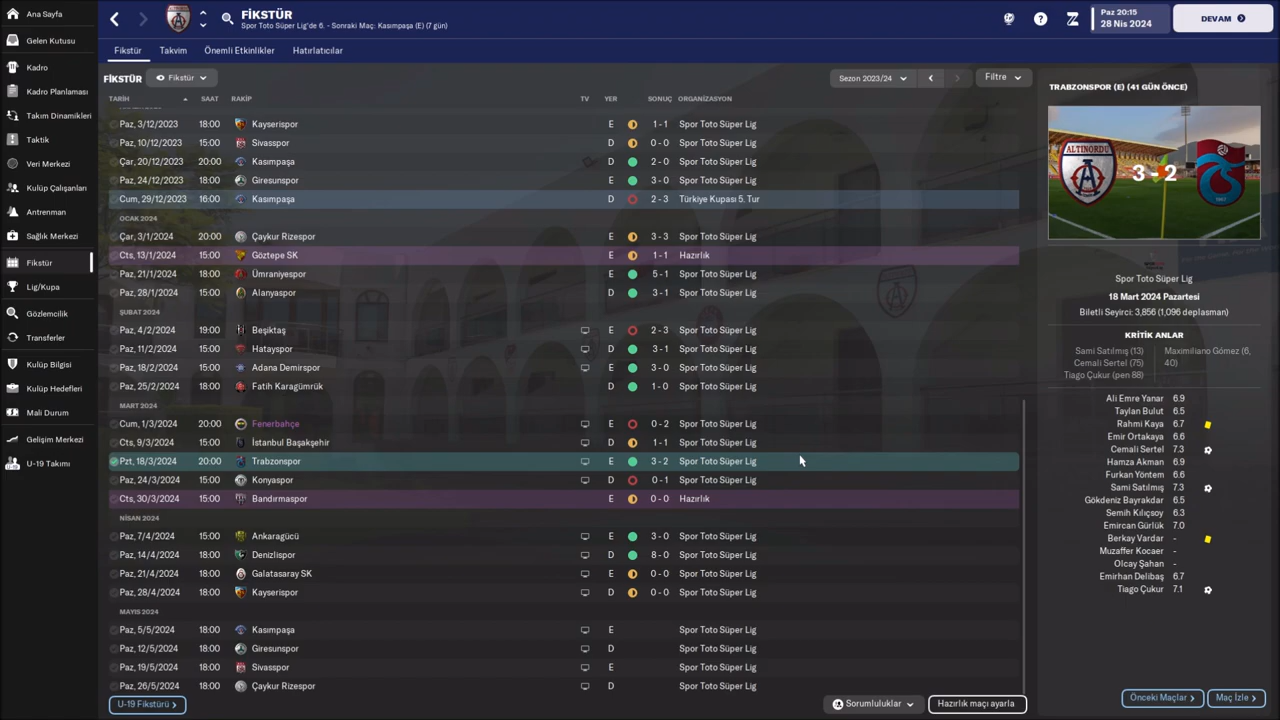 Ana Sayfa
Gelen Kutusu
Kadro
Kadro Planlaması
Takım Dinamikleri
Taktik
Veri Merkezi
Kulüp Çalışanları
Antrenman
Sağlık Merkezi
Fikstür
Lig/Kupa
Gözlemcilik
Transferler
Kulüp Bilgisi
Kulüp Hedefleri
Mali Durum
Gelişim Merkezi
U-19 Takımı
FİKSTÜR
Spor Toto Süper Lig'de 6. - Sonraki Maç: Kasımpaşa (E) (7 gün)
Paz 20:15
28 Nis 2024
DEVAM
Fikstür Takvim Önemli Etkinlikler Hatırlatıcılar
FİKSTÜR Fikstür Sezon 2023/24 Filtre
TARİH SAAT RAKİP TV YER SONUÇ ORGANİZASYON
Paz, 3/12/2023 18:00 Kayserispor E 1 - 1 Spor Toto Süper Lig
Paz, 10/12/2023 15:00 Sivasspor D 0 - 0 Spor Toto Süper Lig
Çar, 20/12/2023 20:00 Kasımpaşa D 2 - 0 Spor Toto Süper Lig
Paz, 24/12/2023 15:00 Giresunspor E 3 - 0 Spor Toto Süper Lig
Cum, 29/12/2023 16:00 Kasımpaşa D 2 - 3 Türkiye Kupası 5. Tur
OCAK 2024
Çar, 3/1/2024 20:00 Çaykur Rizespor E 3 - 3 Spor Toto Süper Lig
Cts, 13/1/2024 15:00 Göztepe SK E 1 - 1 Hazırlık
Paz, 21/1/2024 18:00 Ümraniyespor E 5 - 1 Spor Toto Süper Lig
Paz, 28/1/2024 15:00 Alanyaspor D 3 - 1 Spor Toto Süper Lig
ŞUBAT 2024
Paz, 4/2/2024 19:00 Beşiktaş E 2 - 3 Spor Toto Süper Lig
Paz, 11/2/2024 15:00 Hatayspor D 3 - 1 Spor Toto Süper Lig
Paz, 18/2/2024 15:00 Adana Demirspor E 3 - 0 Spor Toto Süper Lig
Paz, 25/2/2024 18:00 Fatih Karagümrük D 1 - 0 Spor Toto Süper Lig
MART 2024
Cum, 1/3/2024 20:00 Fenerbahçe E 0 - 2 Spor Toto Süper Lig
Cts, 9/3/2024 15:00 İstanbul Başakşehir D 1 - 1 Spor Toto Süper Lig
Pzt, 18/3/2024 20:00 Trabzonspor E 3 - 2 Spor Toto Süper Lig
Paz, 24/3/2024 15:00 Konyaspor D 0 - 1 Spor Toto Süper Lig
Cts, 30/3/2024 15:00 Bandırmaspor E 0 - 0 Hazırlık
NİSAN 2024
Paz, 7/4/2024 15:00 Ankaragücü E 3 - 0 Spor Toto Süper Lig
Paz, 14/4/2024 18:00 Denizlispor D 8 - 0 Spor Toto Süper Lig
Paz, 21/4/2024 18:00 Galatasaray SK E 0 - 0 Spor Toto Süper Lig
Paz, 28/4/2024 18:00 Kayserispor D 0 - 0 Spor Toto Süper Lig
MAYIS 2024
Paz, 5/5/2024 18:00 Kasımpaşa E Spor Toto Süper Lig
Paz, 12/5/2024 18:00 Giresunspor D Spor Toto Süper Lig
Paz, 19/5/2024 18:00 Sivasspor E Spor Toto Süper Lig
Paz, 26/5/2024 18:00 Çaykur Rizespor D Spor Toto Süper Lig
U-19 Fikstürü Sorumluluklar Hazırlık maçı ayarla
TRABZONSPOR (E) (41 GÜN ÖNCE)
ALTINORDU
3 - 2
Spor Toto Süper Lig
18 Mart 2024 Pazartesi
Biletli Seyirci: 3,856 (1,096 deplasman)
KRİTİK ANLAR
Sami Satılmış (13) Maximiliano Gómez (6,
Cemali Sertel (75) 40)
Tiago Çukur (pen 88)
Ali Emre Yanar 6.9
Taylan Bulut 6.5
Rahmi Kaya 6.7
Emir Ortakaya 6.6
Cemali Sertel 7.3
Hamza Akman 6.9
Furkan Yöntem 6.6
Sami Satılmış 7.3
Gökdeniz Bayrakdar 6.5
Semih Kılıçsoy 6.3
Emircan Gürlük 7.0
Berkay Vardar -
Muzaffer Kocaer -
Olcay Şahan -
Emirhan Delibaş 6.7
Tiago Çukur 7.1
Önceki Maçlar Maç İzle